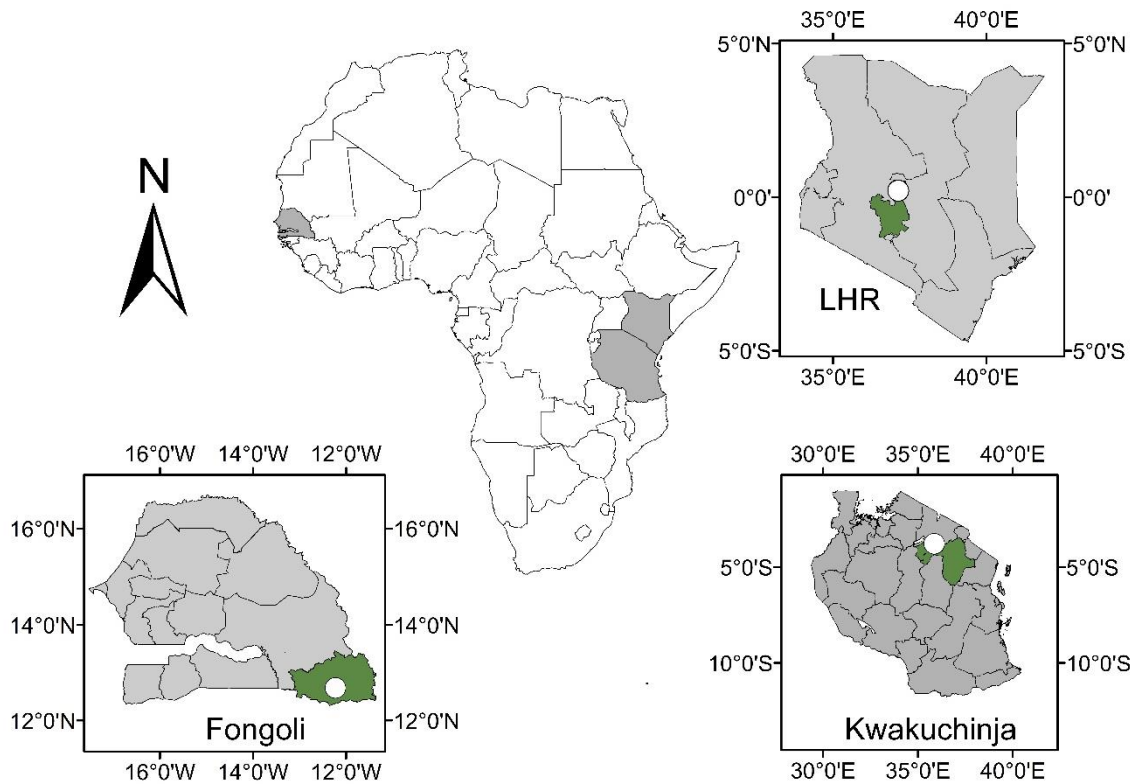 35°0'E 40°0'E
5°0'N 5°0'N
N
0°0' 0°0'
LHR
5°0'S 5°0'S
35°0'E 40°0'E
16°0'W 14°0'W 12°0'W
30°0'E 35°0'E 40°0'E
16°0'N 16°0'N
5°0'S 5°0'S
14°0'N 14°0'N
10°0'S 10°0'S
12°0'N 12°0'N
Fongoli
Kwakuchinja
16°0'W 14°0'W 12°0'W
30°0'E 35°0'E 40°0'E